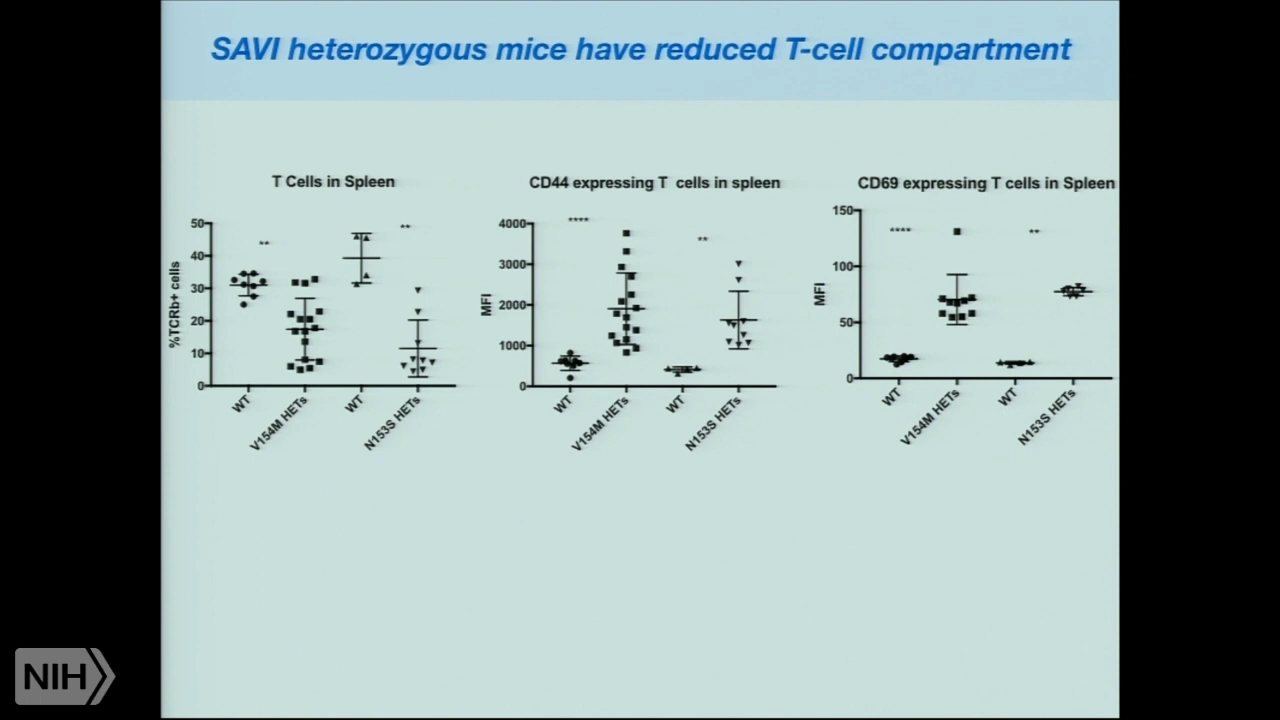 SAVI heterozygous mice have reduced T-cell compartment
T Cells in Spleen
%TCRb+ cells
50
40
30
20
10
0
**
**
WT
V154M HETs
WT
N153S HETs
CD44 expressing T cells in spleen
MFI
4000
3000
2000
1000
0
****
**
WT
V154M HETs
WT
N153S HETs
CD69 expressing T cells in Spleen
MFI
150
100
50
0
****
**
WT
V154M HETs
WT
N153S HETs
NIH